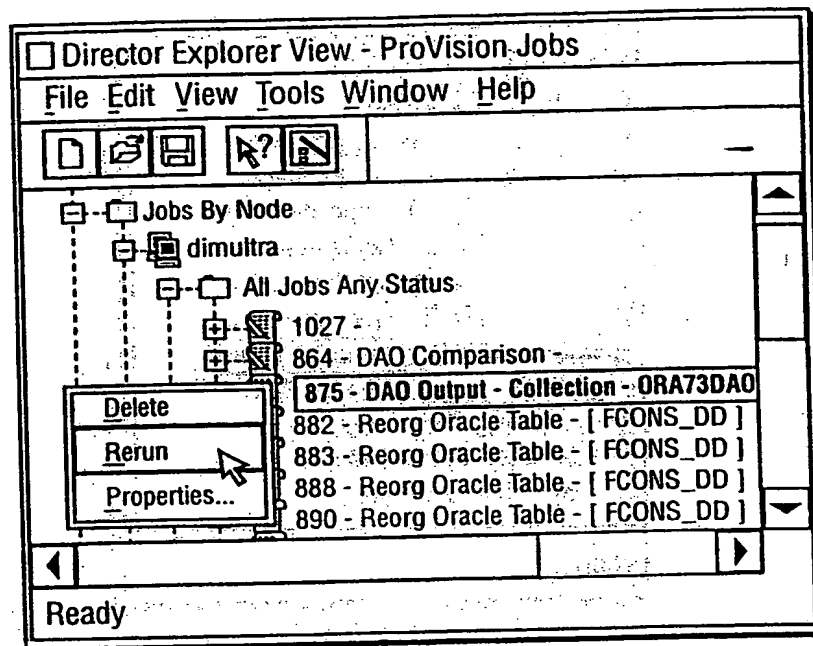 Director Explorer View - ProVision Jobs
File Edit View Tools Window Help
?
Jobs By Node
dimultra
All Jobs Any Status
1027 -
864 - DAO Comparison -
875 - DAO Output - Collection - ORA73DAO
882 - Reorg Oracle Table - [ FCONS_DD ]
883 - Reorg Oracle Table - [ FCONS_DD ]
888 - Reorg Oracle Table - [ FCONS_DD ]
890 - Reorg Oracle Table - [ FCONS_DD ]
Delete
Rerun
Properties...
Ready